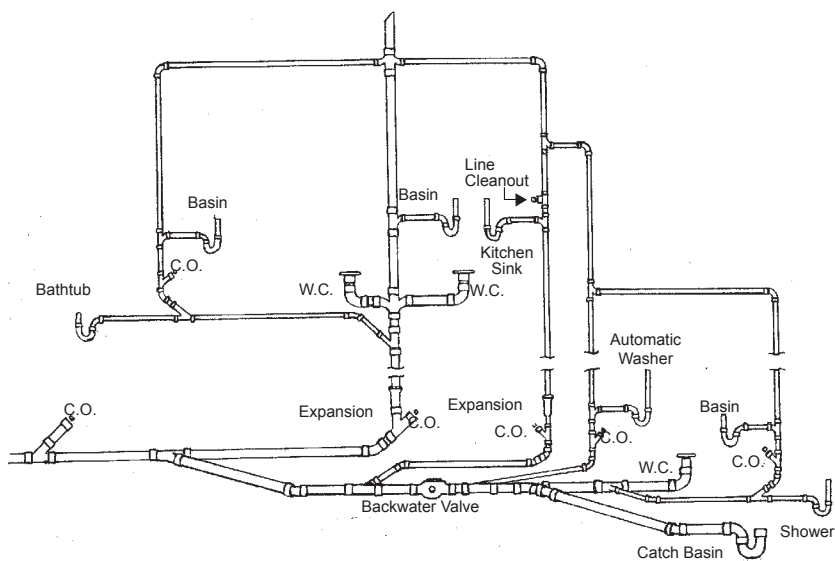 Line
Cleanout
Basin
Basin
Kitchen
Sink
C.O.
W.C.
W.C.
Bathtub
Automatic
Washer
C.O.
Expansion
C.O.
Expansion
C.O.
C.O.
Basin
C.O.
W.C.
Backwater Valve
Shower
Catch Basin